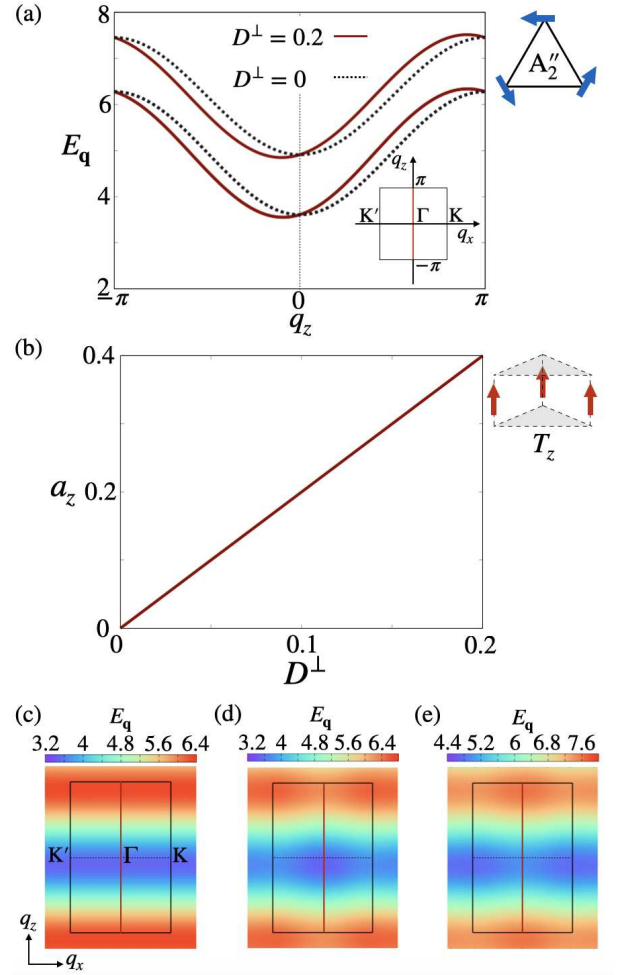 (a)
8
6
4
2
E_q
D^⊥ = 0.2
D^⊥ = 0
−π
0
π
q_z
q_z
π
K′
Γ
K
q_x
−π
A″_2
(b)
0.4
a_z 0.2
0
0
0.1
0.2
D^⊥
T_z
(c)
E_q
3.2 4 4.8 5.6 6.4
K′
Γ
K
q_z
q_x
(d)
E_q
3.2 4 4.8 5.6 6.4
(e)
E_q
4.4 5.2 6 6.8 7.6